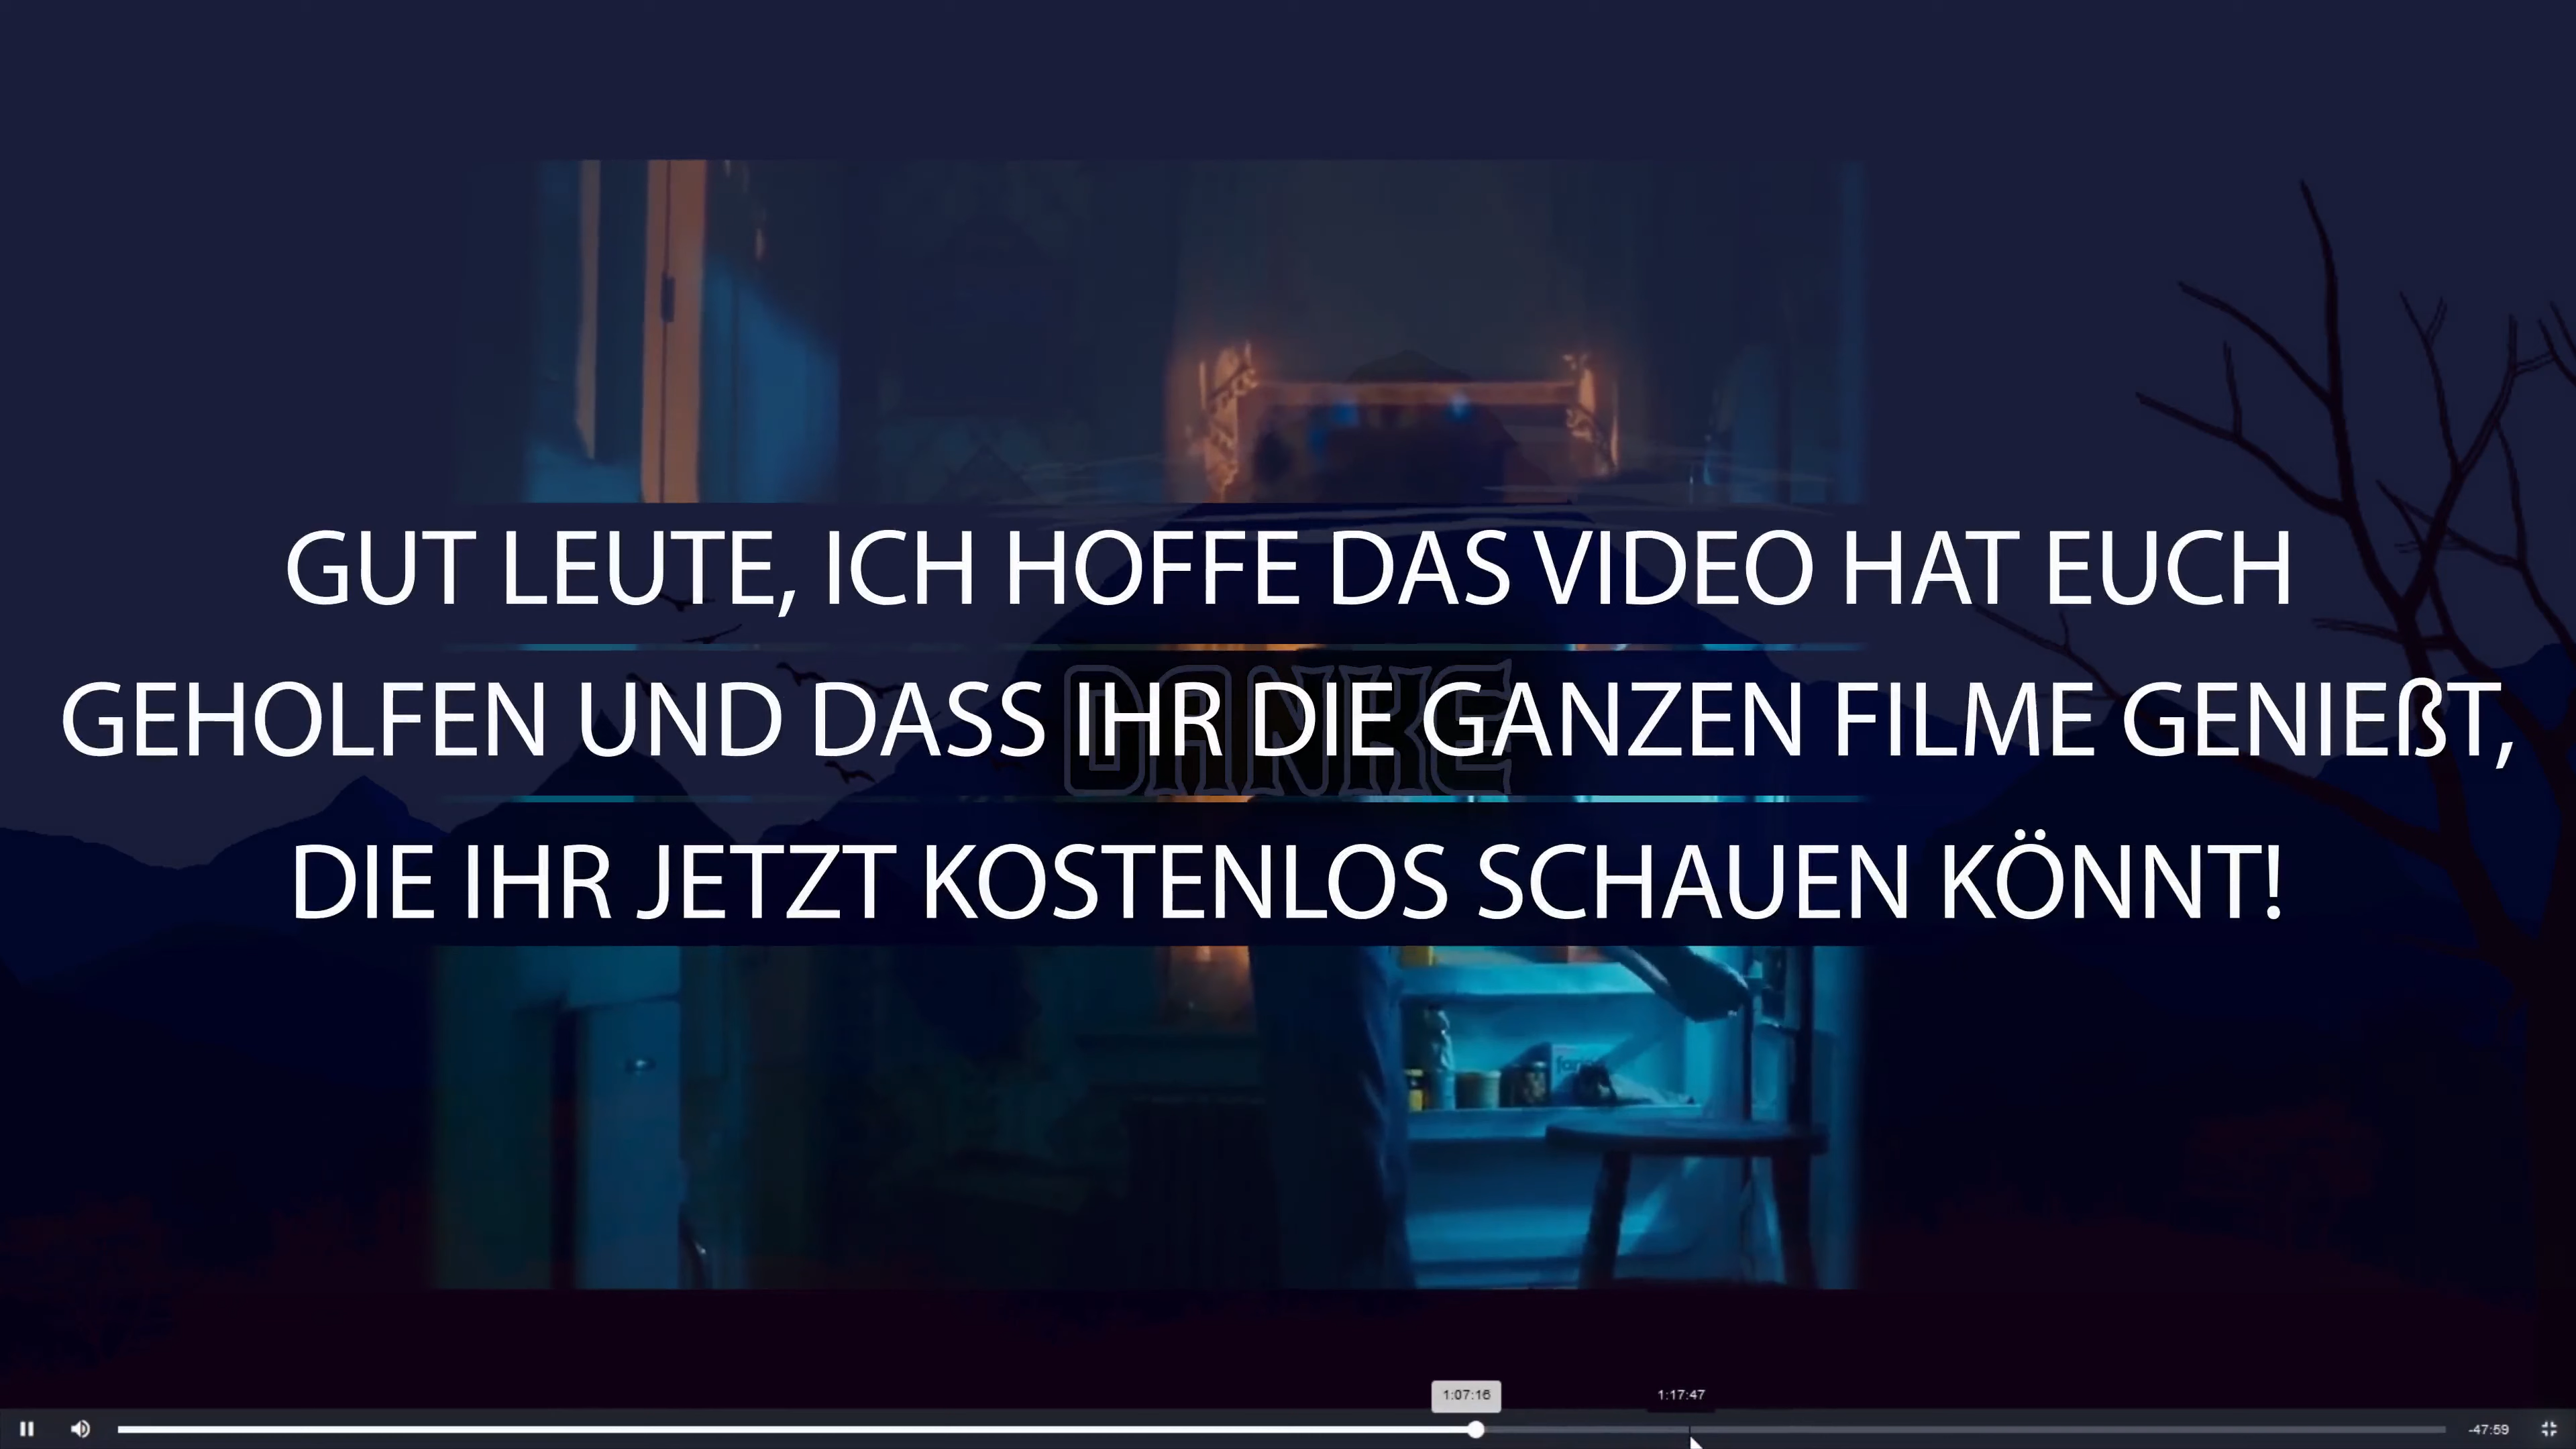 GUT LEUTE, ICH HOFFE DAS VIDEO HAT EUCH
GEHOLFEN UND DASS IHR DIE GANZEN FILME GENIEßT,
DANKE
DIE IHR JETZT KOSTENLOS SCHAUEN KÖNNT!
1:07:16
1:17:47
-47:59